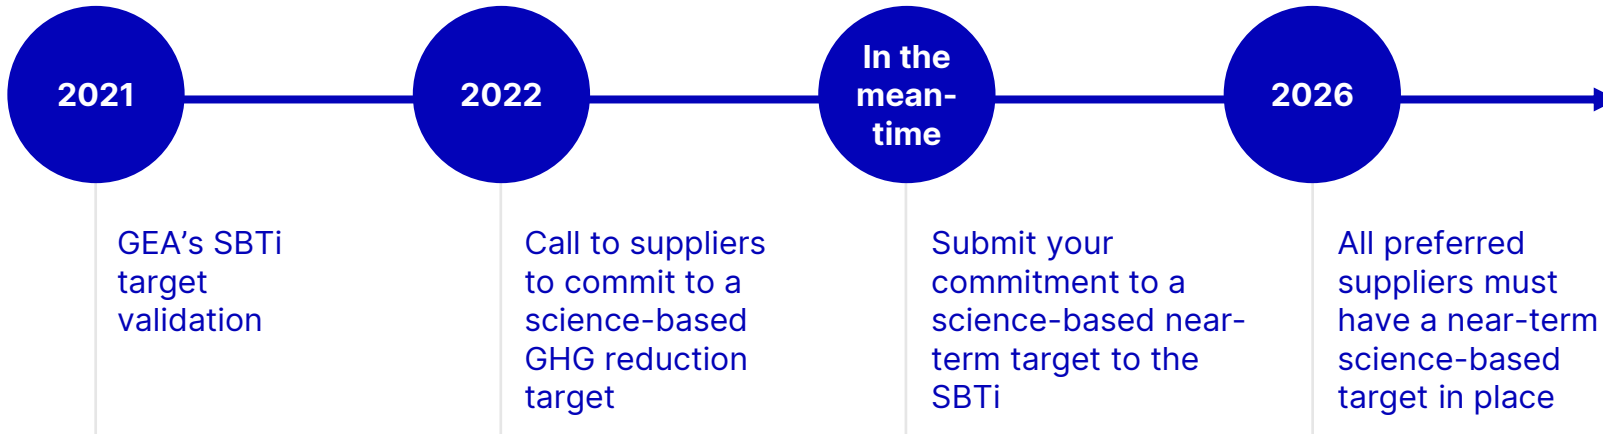 2021
GEA’s SBTi
target
validation
2022
Call to suppliers
to commit to a
science-based
GHG reduction
target
In the
mean-
time
Submit your
commitment to a
science-based near-
term target to the
SBTi
2026
All preferred
suppliers must
have a near-term
science-based
target in place